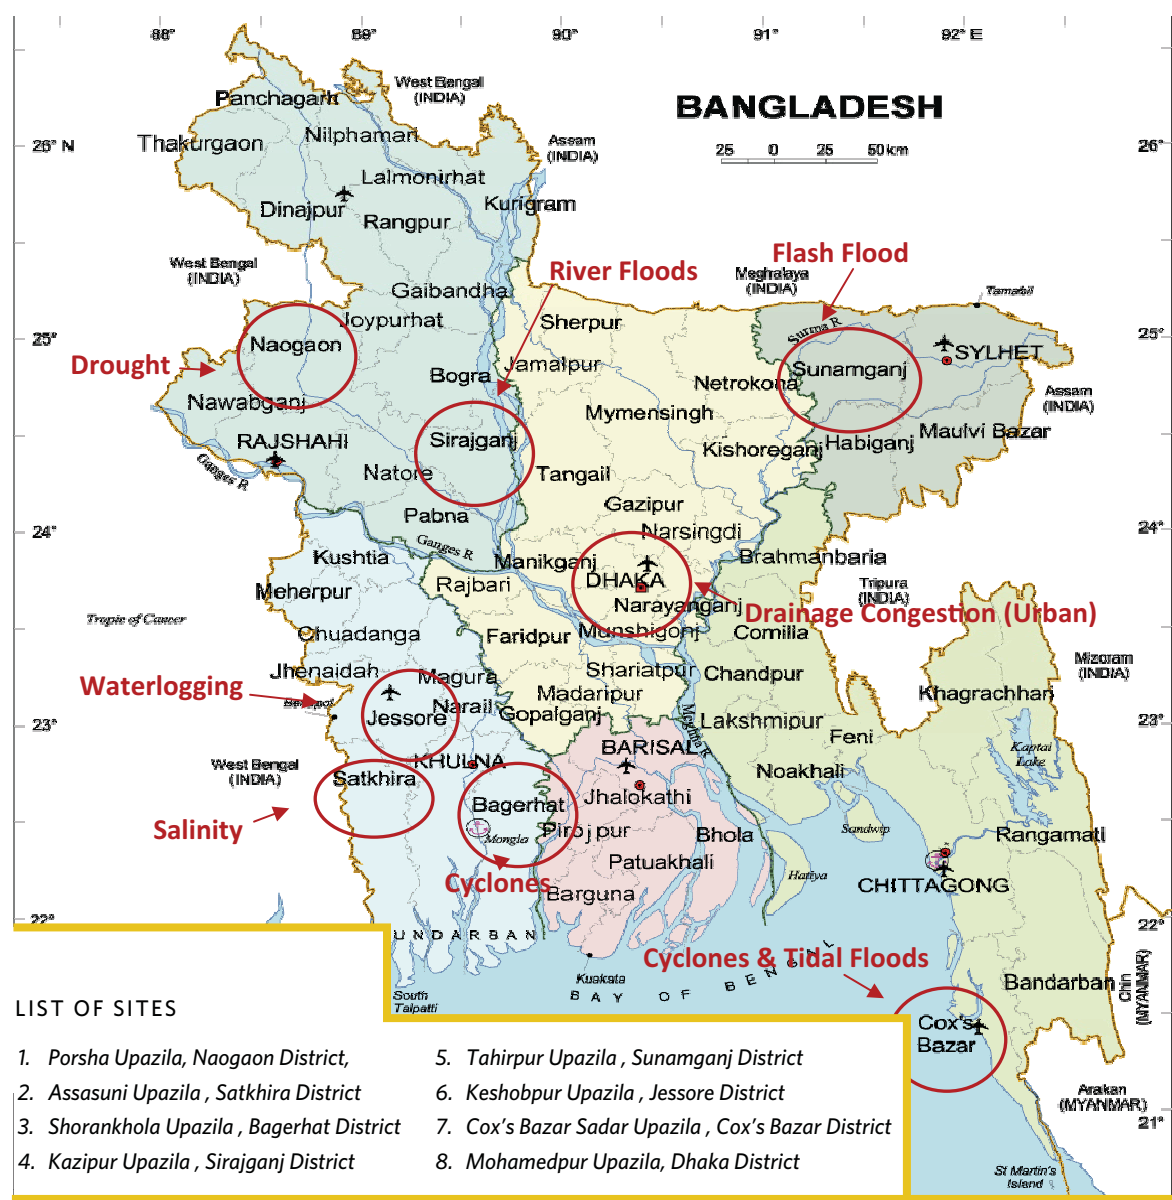 88° 89° 90° 91° 92° E
BANGLADESH
25 0 25 50 km
West Bengal
(INDIA)
Panchagarh
Nilphamari
Thakurgaon
Assam
(INDIA)
26° N
26°
Lalmonirhat
Dinajpur
Kurigram
Rangpur
West Bengal
(INDIA)
River Floods
Flash Flood
Meghalaya
(INDIA)
Tamabil
Gaibandha
Joypurhat
Sherpur
Surma R
25°
25°
Naogaon
SYLHET
Drought
Jamalpur
Bogra
Netrokona
Sunamganj
Assam
(INDIA)
Nawabganj
Mymensingh
RAJSHAHI
Sirajganj
Kishoreganj
Habiganj
Maulvi Bazar
Ganges R
Natore
Tangail
Gazipur
Pabna
24°
24°
Narsingdi
Ganges R
Kushtia
Manikganj
Brahmanbaria
DHAKA
Meherpur
Rajbari
Tripura
(INDIA)
Narayanganj
Drainage Congestion (Urban)
Tropic of Cancer
Chuadanga
Faridpur
Munshigonj
Comilla
Jhenaidah
Magura
Shariatpur
Chandpur
Mizoram
(INDIA)
Waterlogging
Benapol
Narail
Madaripur
Khagrachhari
Jessore
Gopalganj
Meghna R
Lakshmipur
23°
23°
Feni
BARISAL
Kaptai
Lake
West Bengal
(INDIA)
KHULNA
Satkhira
Noakhali
Bagerhat
Jhalokathi
Salinity
Mongla
Pirojpur
Bhola
Sandwip
Rangamati
Patuakhali
Cyclones
Hatiya
CHITTAGONG
Barguna
22°
22°
UNDARBAN
Cyclones & Tidal Floods
Kuakata
BAY OF BENGAL
South
Talpatti
Bandarban
Chin
(MYANMAR)
Cox's
Bazar
Arakan
(MYANMAR)
21°
St Martin's
Island
LIST OF SITES
1. Porsha Upazila, Naogaon District,
2. Assasuni Upazila , Satkhira District
3. Shorankhola Upazila , Bagerhat District
4. Kazipur Upazila , Sirajganj District
5. Tahirpur Upazila , Sunamganj District
6. Keshobpur Upazila , Jessore District
7. Cox's Bazar Sadar Upazila , Cox's Bazar District
8. Mohamedpur Upazila, Dhaka District